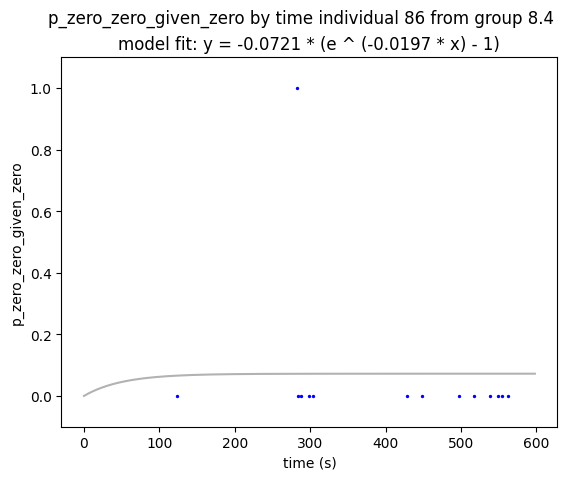 p_zero_zero_given_zero by time individual 86 from group 8.4
model fit: y = -0.0721 * (e ^ (-0.0197 * x) - 1)
1.0
0.8
0.6
0.4
0.2
0.0
p_zero_zero_given_zero
0 100 200 300 400 500 600
time (s)